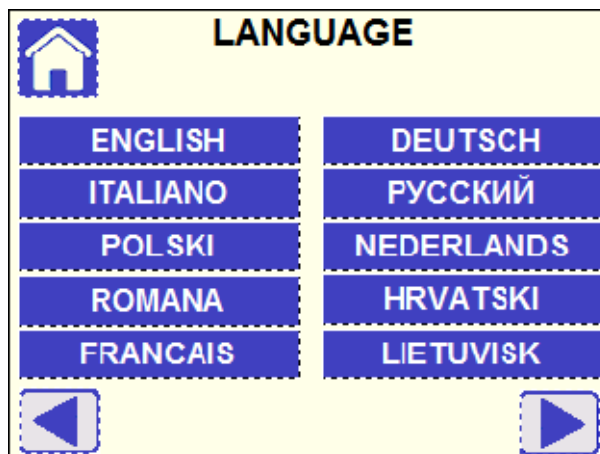 LANGUAGE
ENGLISH
DEUTSCH
ITALIANO
РУССКИЙ
POLSKI
NEDERLANDS
ROMANA
HRVATSKI
FRANCAIS
LIETUVISK